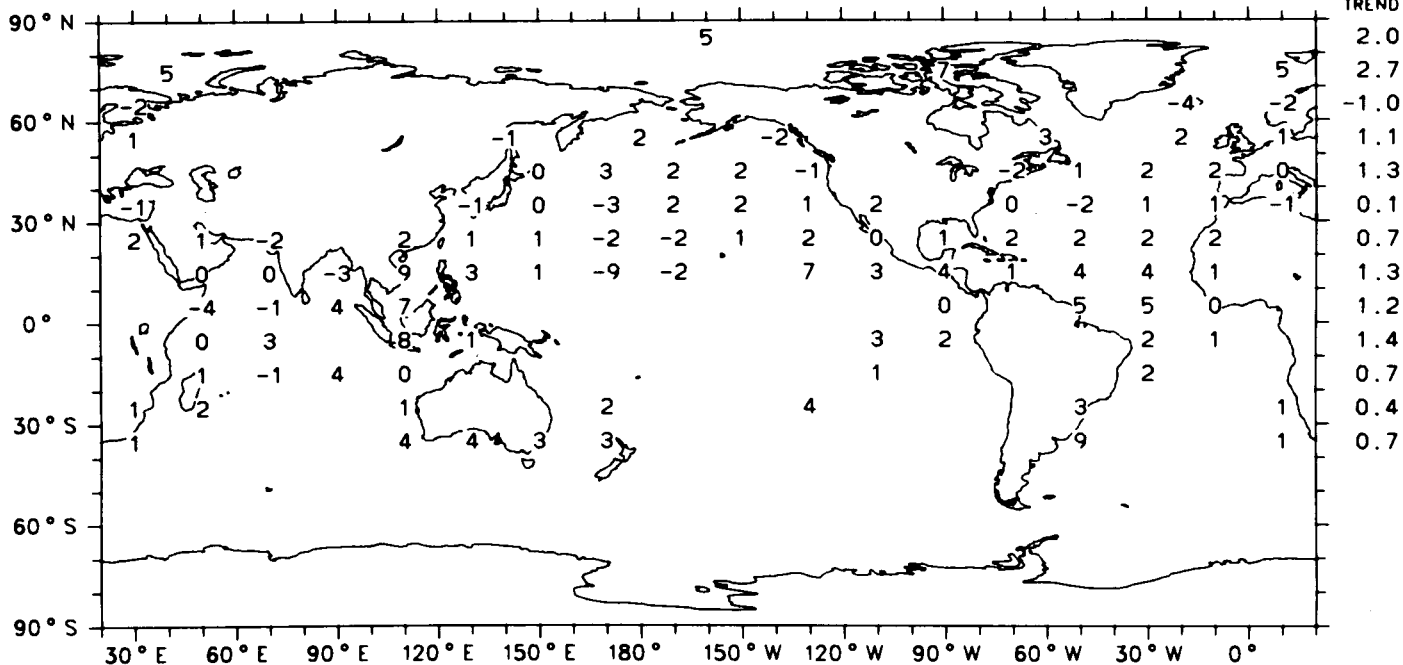 TREND
90° N 5 2.0
5 7 5 2.7
-2 -4 -2 -1.0
60° N
1 -1 2 -2 3 2 1 1.1
0 3 2 2 -1 -2 1 2 2 0 1.3
-17 -1 0 -3 2 2 1 2 0 -2 1 1 -1 0.1
30° N
2 1 -2 2 1 1 -2 -2 1 2 0 1 2 2 2 2 0.7
0 0 -3 9 3 1 -9 -2 7 3 4 1 4 4 1 1.3
-4 -1 4 7 0 5 5 0 1.2
0°
0 3 8 1 3 2 2 1 1.4
1 -1 4 0 1 2 0.7
1 2 1 2 4 3 1 0.4
30° S
1 4 4 4 3 3 9 1 0.7
60° S
90° S
30° E 60° E 90° E 120° E 150° E 180° 150° W 120° W 90° W 60° W 30° W 0°